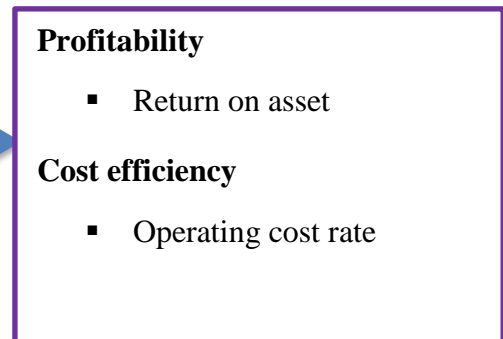 Profitability
▪ Return on asset
Cost efficiency
▪ Operating cost rate